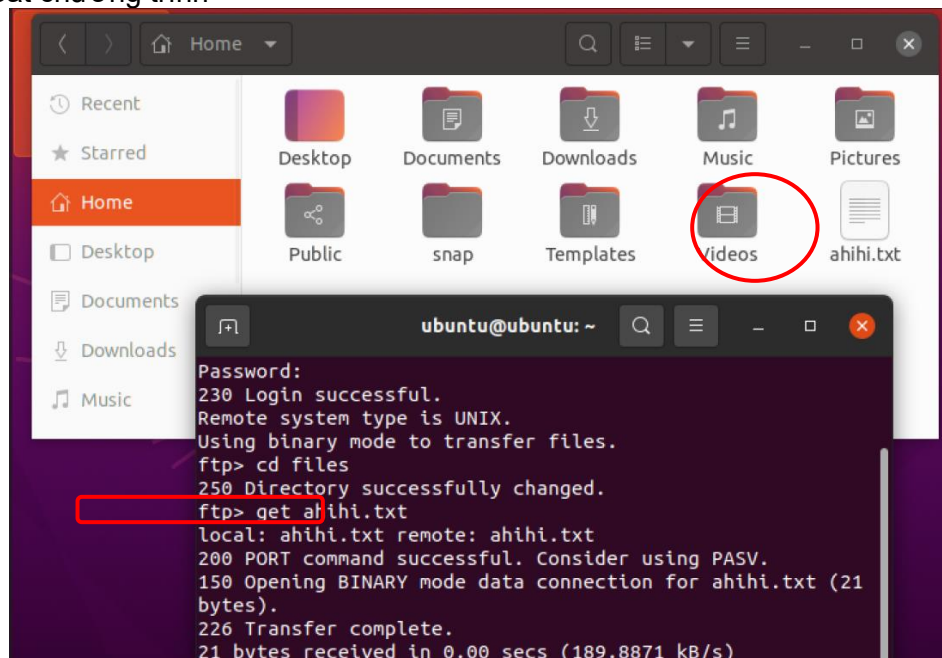 Home
Recent
Starred
Home
Desktop
Documents
Downloads
Music
Desktop Documents Downloads Music Pictures
Public snap Templates Videos ahihi.txt
ubuntu@ubuntu: ~
Password:
230 Login successful.
Remote system type is UNIX.
Using binary mode to transfer files.
ftp> cd files
250 Directory successfully changed.
ftp> get ahihi.txt
local: ahihi.txt remote: ahihi.txt
200 PORT command successful. Consider using PASV.
150 Opening BINARY mode data connection for ahihi.txt (21
bytes).
226 Transfer complete.
21 bytes received in 0.00 secs (189.8871 kB/s)